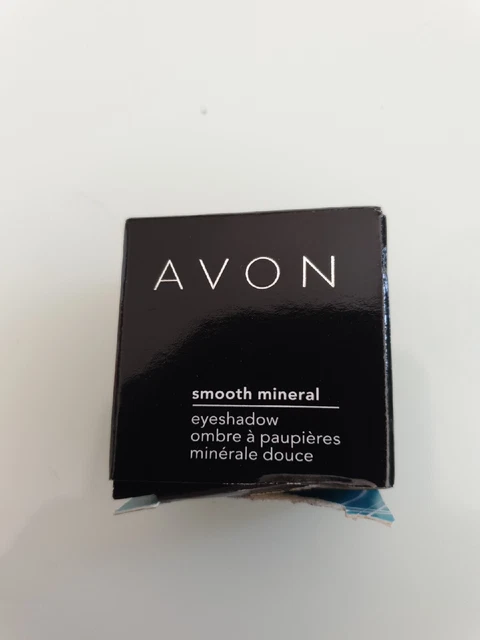 AVON
smooth mineral
eyeshadow
ombre à paupières
minérale douce